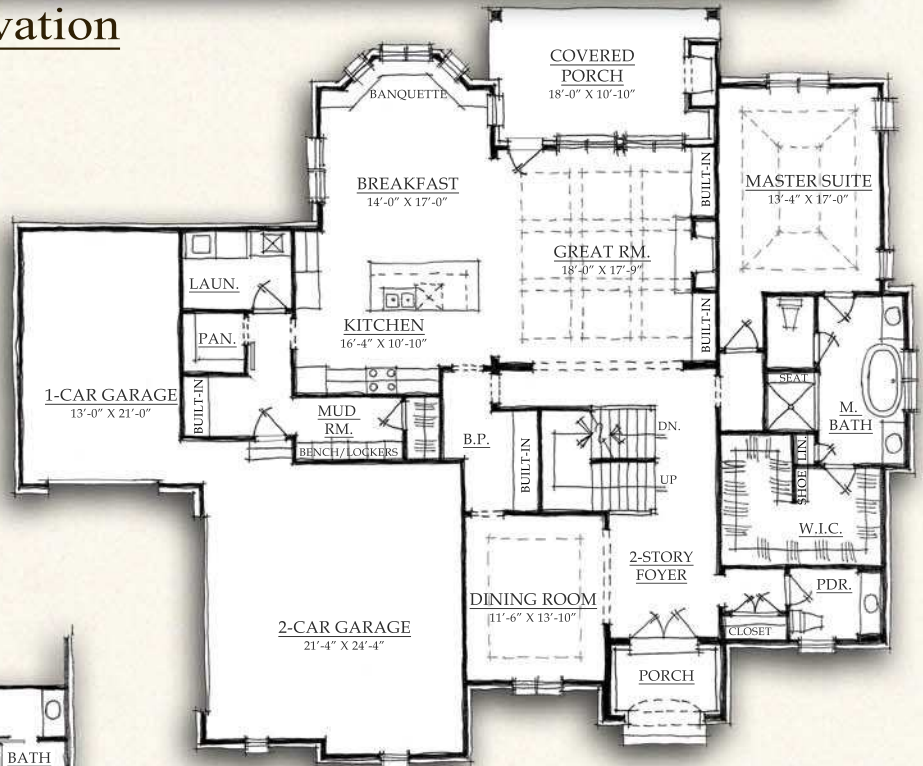 vation
COVERED
PORCH
18'-0" X 10'-10"
BANQUETTE
BREAKFAST
14'-0" X 17'-0"
BUILT-IN
MASTER SUITE
13'-4" X 17'-0"
GREAT RM.
18'-0" X 17'-9"
LAUN.
KITCHEN
16'-4" X 10'-10"
BUILT-IN
PAN.
1-CAR GARAGE
13'-0" X 21'-0"
BUILT-IN
MUD
RM.
BENCH/LOCKERS
B.P.
BUILT-IN
DN.
UP
SEAT
M.
BATH
SHOE
LIN.
W.I.C.
2-STORY
FOYER
PDR.
CLOSET
DINING ROOM
11'-6" X 13'-10"
2-CAR GARAGE
21'-4" X 24'-4"
PORCH
BATH